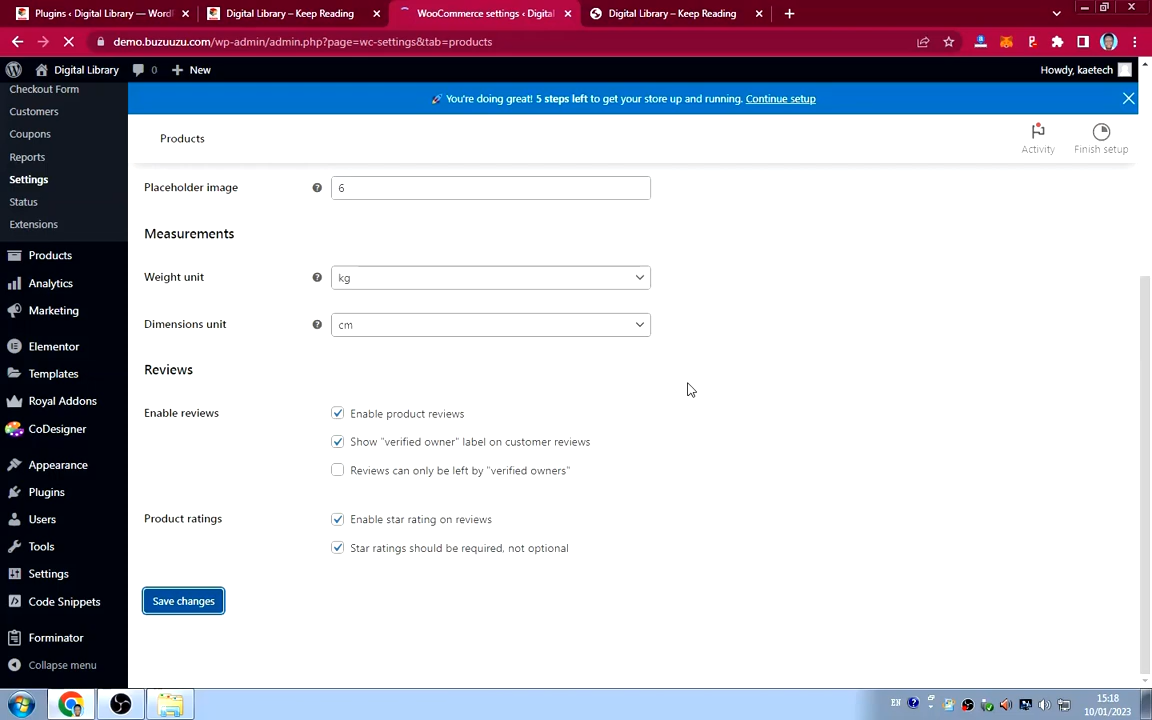 Plugins ‹ Digital Library — WordP
Digital Library – Keep Reading
WooCommerce settings ‹ Digital
Digital Library – Keep Reading
demo.buzuuzu.com/wp-admin/admin.php?page=wc-settings&tab=products
Digital Library
0
New
Howdy, kaetech
Checkout Form
Customers
Coupons
Reports
Settings
Status
Extensions
Products
Analytics
Marketing
Elementor
Templates
Royal Addons
CoDesigner
Appearance
Plugins
Users
Tools
Settings
Code Snippets
Forminator
Collapse menu
You're doing great! 5 steps left to get your store up and running. Continue setup
Products
Activity
Finish setup
Placeholder image
6
Measurements
Weight unit
kg
Dimensions unit
cm
Reviews
Enable reviews
Enable product reviews
Show "verified owner" label on customer reviews
Reviews can only be left by "verified owners"
Product ratings
Enable star rating on reviews
Star ratings should be required, not optional
Save changes
EN
15:18
10/01/2023